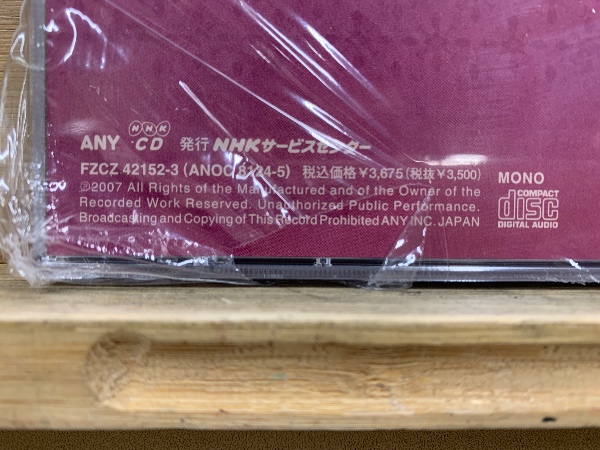 ANY NHK CD 発行 NHKサービスセンター
FZCZ 42152-3 (ANOC 6124-5) 税込価格¥3,675 (税抜¥3,500)
℗2007 All Rights of the Manufactured and of the Owner of the
Recorded Work Reserved. Unauthorized Public Performance.
Broadcasting and Copying of This Record Prohibited ANY INC. JAPAN
MONO
COMPACT
disc
DIGITAL AUDIO